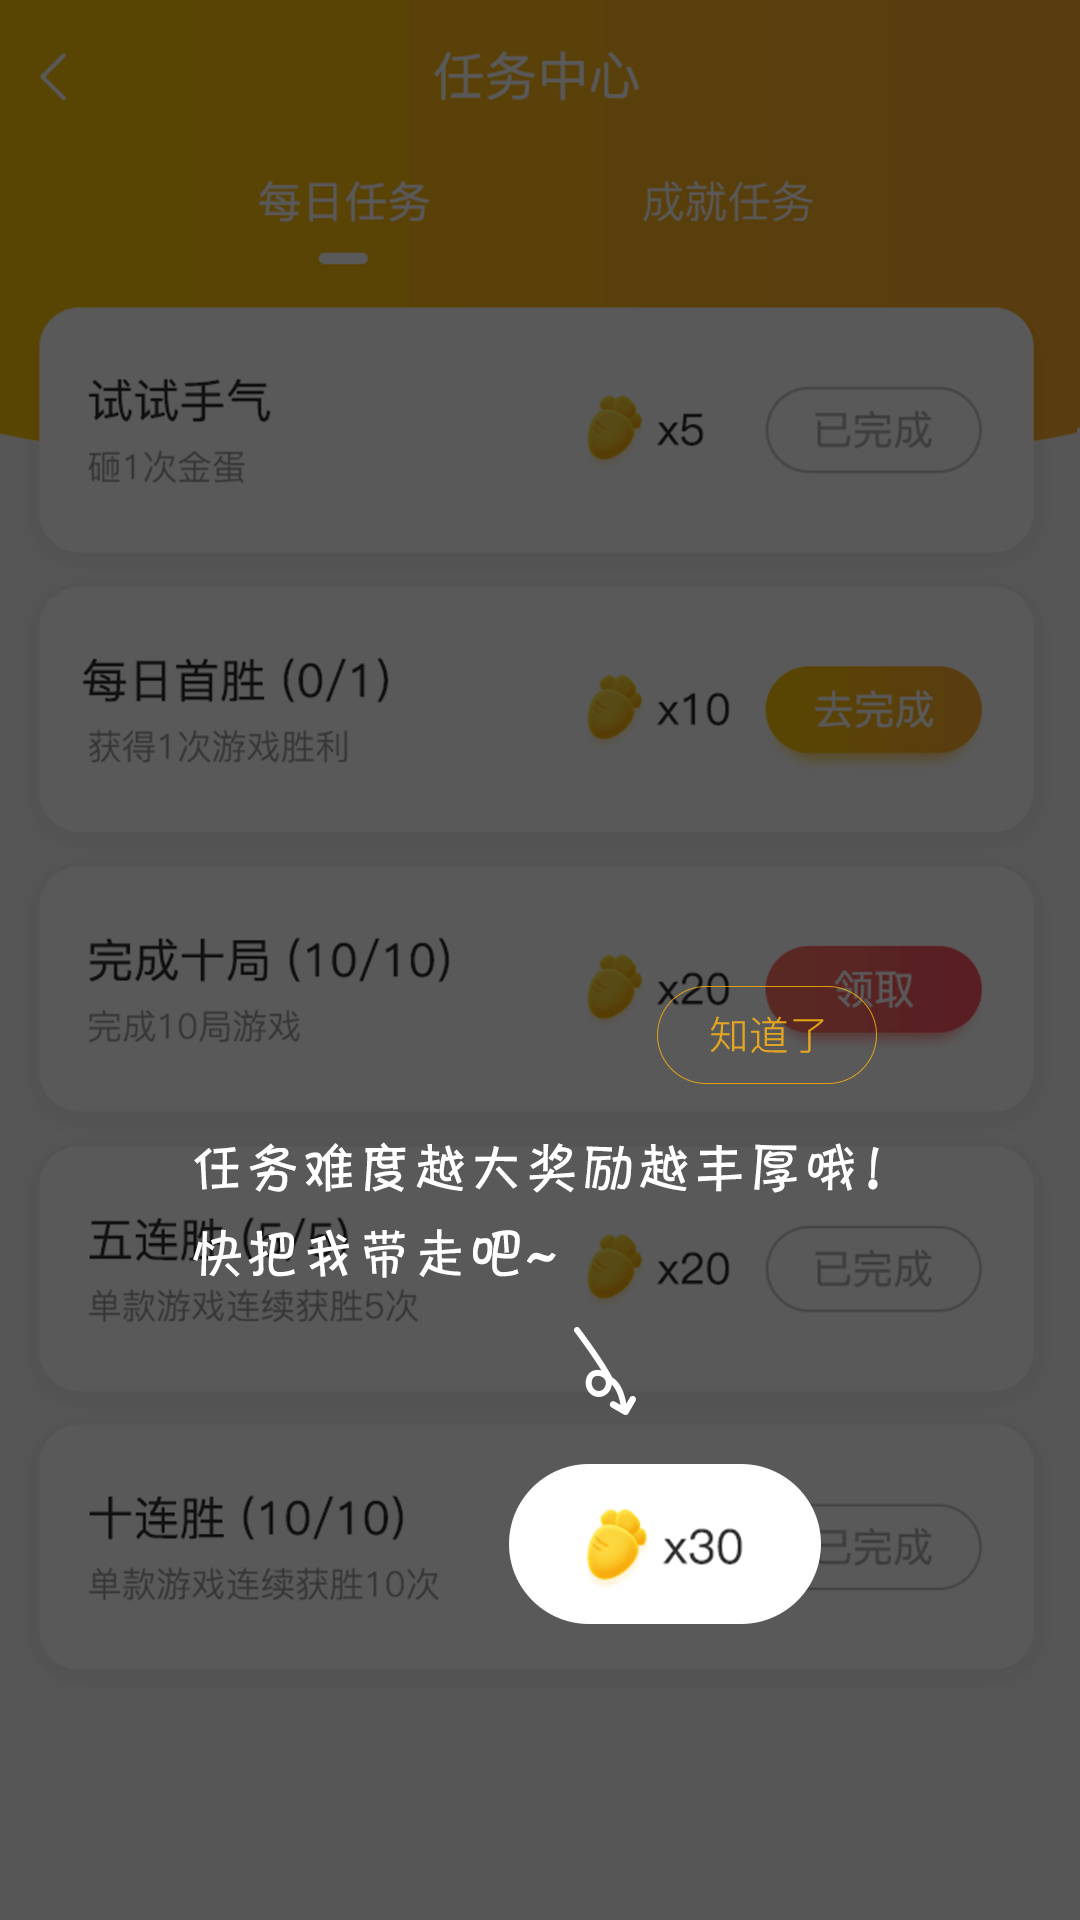 任务中心
每日任务 成就任务
试试手气
x5 已完成
砸1次金蛋
每日首胜 (0/1)
x10 去完成
获得1次游戏胜利
完成十局 (10/10)
x20 领取
完成10局游戏
知道了
任务难度越大奖励越丰厚哦!
快把我带走吧~
五连胜 (5/5)
x20 已完成
单款游戏连续获胜5次
十连胜 (10/10)
x30 已完成
单款游戏连续获胜10次